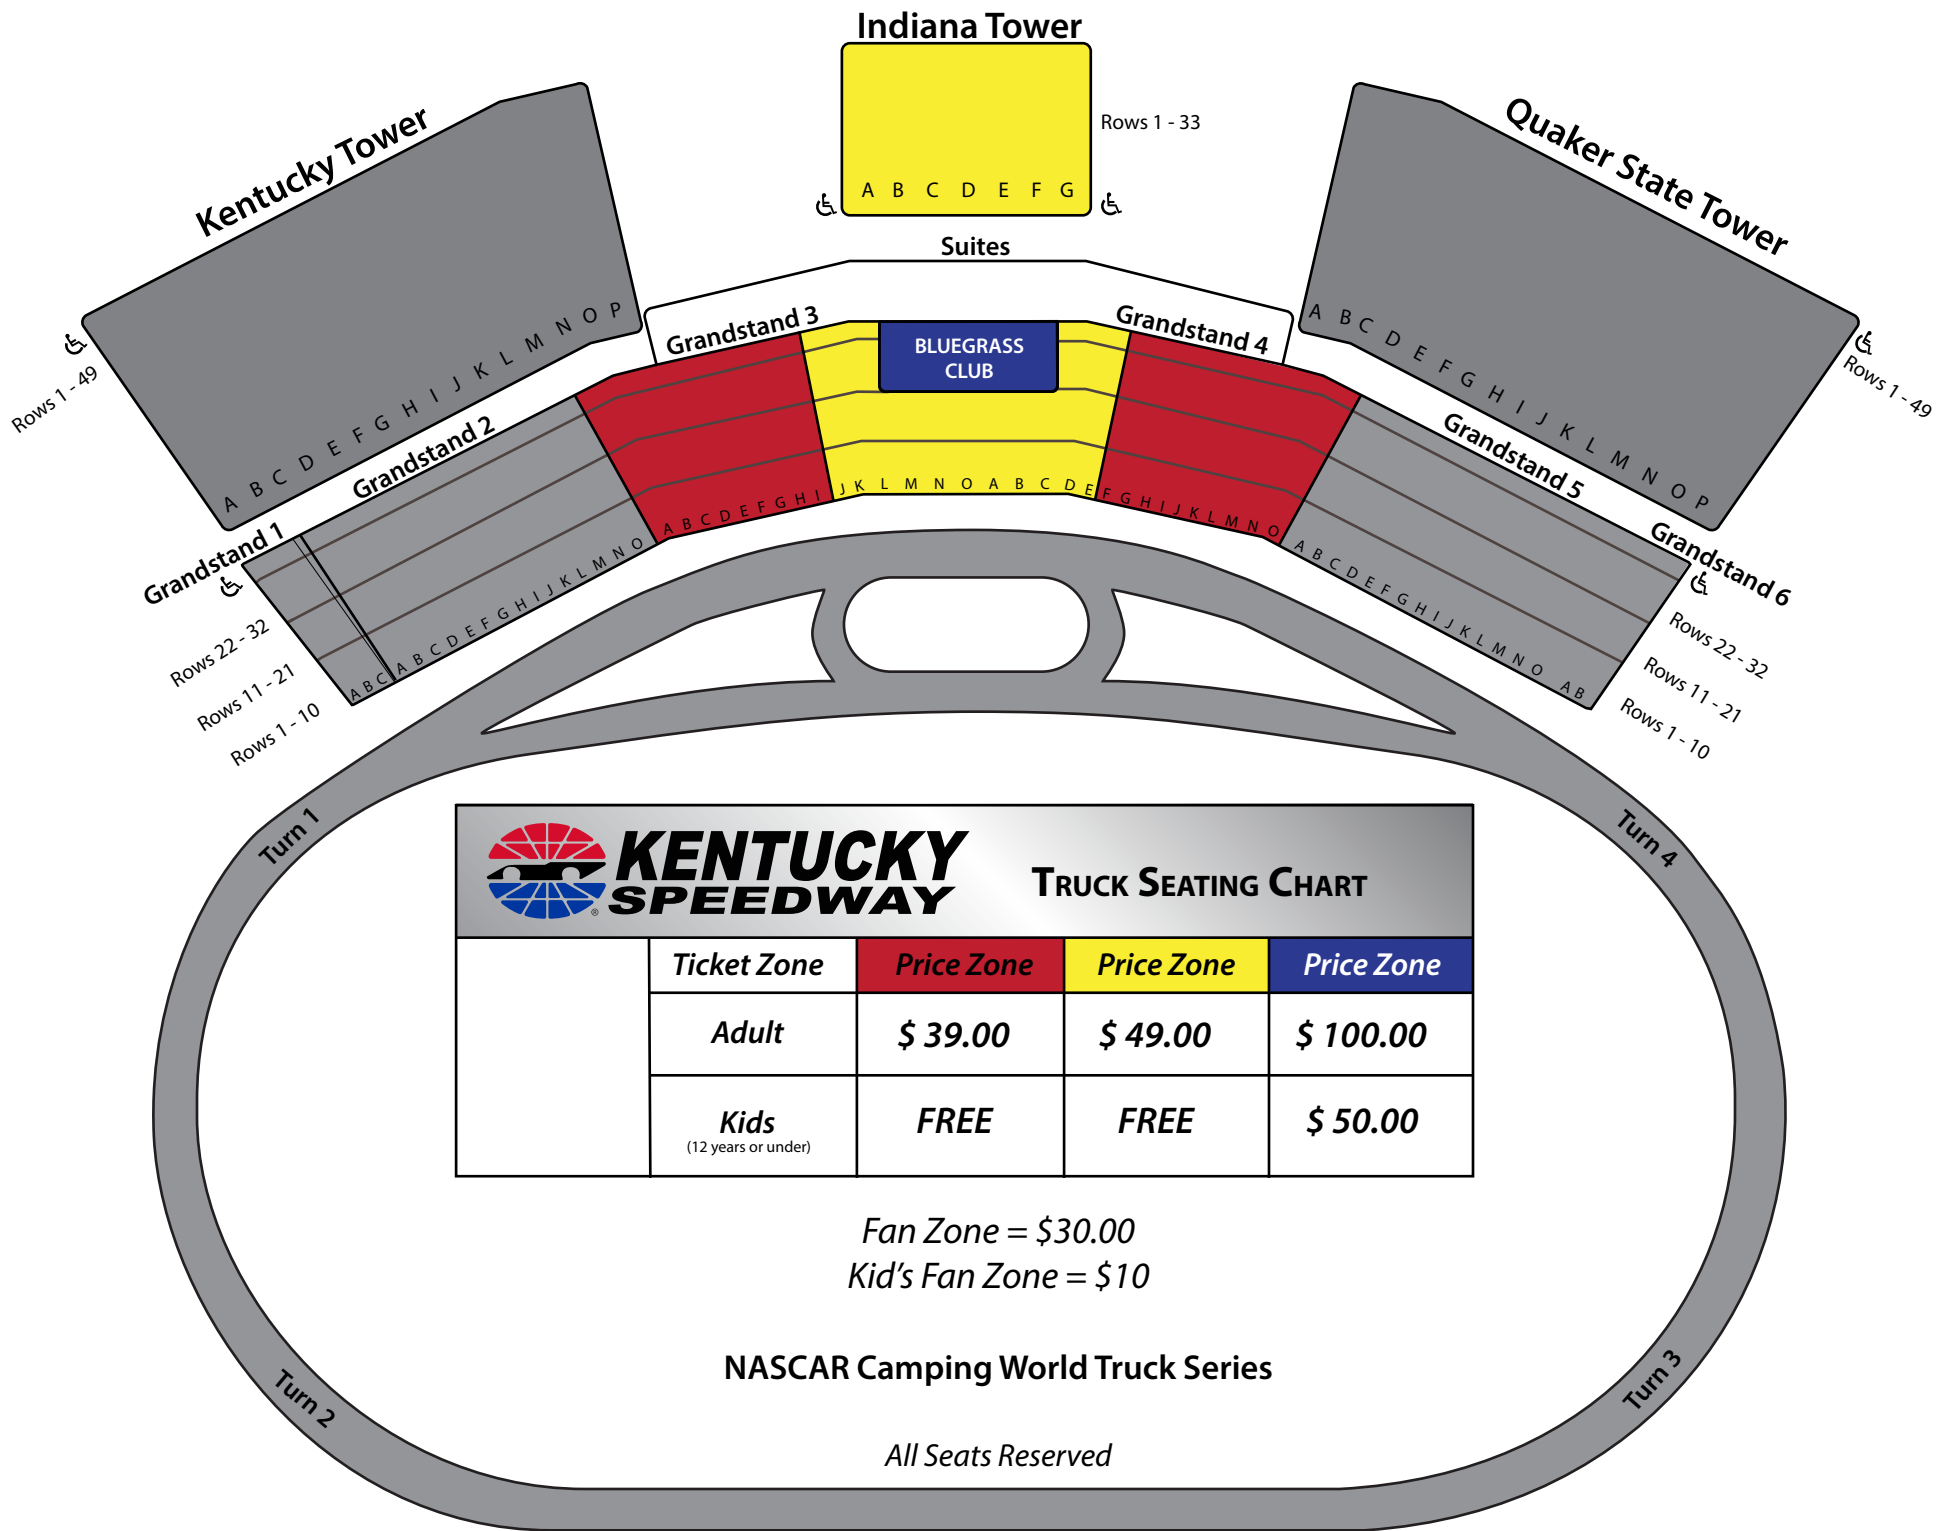 Indiana Tower
Rows 1 - 33
A B C D E F G
Kentucky Tower
Rows 1 - 49
A B C D E F G H I J K L M N O P
Quaker State Tower
Rows 1 - 49
A B C D E F G H I J K L M N O P
Suites
Grandstand 1
Grandstand 2
Grandstand 3
BLUEGRASS
CLUB
Grandstand 4
Grandstand 5
Grandstand 6
Rows 22 - 32
Rows 11 - 21
Rows 1 - 10
A B C
A B C D E F G H I J K L M N O
A B C D E F G H I J K L M N O
A B C D E F G H I J K L M N O
A B C D E F G H I J K L M N O
A B
Rows 22 - 32
Rows 11 - 21
Rows 1 - 10
Turn 1
Turn 4
KENTUCKY
SPEEDWAY
®
TRUCK SEATING CHART
Ticket Zone Price Zone Price Zone Price Zone
Adult $ 39.00 $ 49.00 $ 100.00
Kids FREE FREE $ 50.00
(12 years or under)
Fan Zone = $30.00
Kid's Fan Zone = $10
NASCAR Camping World Truck Series
Turn 2
Turn 3
All Seats Reserved